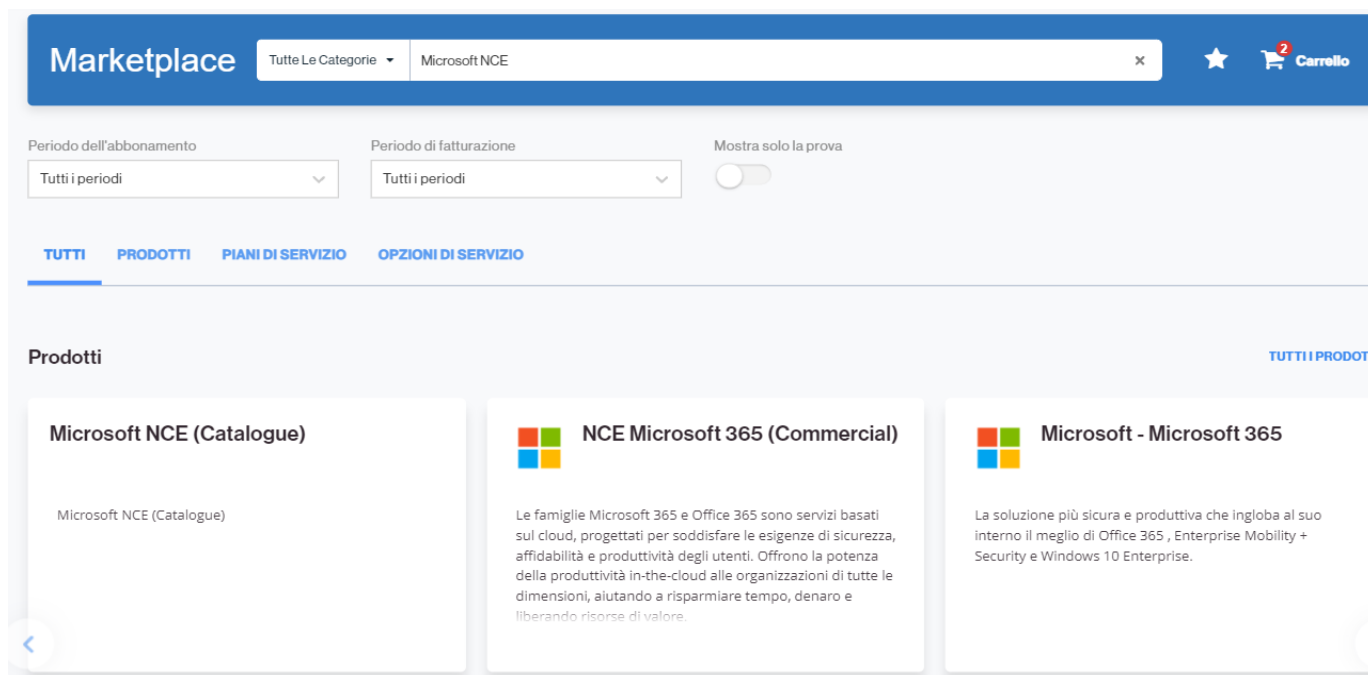 Marketplace
Tutte Le Categorie
Microsoft NCE
2
Carrello
Periodo dell'abbonamento
Periodo di fatturazione
Mostra solo la prova
Tutti i periodi
Tutti i periodi
TUTTI
PRODOTTI
PIANI DI SERVIZIO
OPZIONI DI SERVIZIO
Prodotti
TUTTI I PRODOT
Microsoft NCE (Catalogue)
Microsoft NCE (Catalogue)
NCE Microsoft 365 (Commercial)
Le famiglie Microsoft 365 e Office 365 sono servizi basati
sul cloud, progettati per soddisfare le esigenze di sicurezza,
affidabilità e produttività degli utenti. Offrono la potenza
della produttività in-the-cloud alle organizzazioni di tutte le
dimensioni, aiutando a risparmiare tempo, denaro e
liberando risorse di valore.
Microsoft - Microsoft 365
La soluzione più sicura e produttiva che ingloba al suo
interno il meglio di Office 365 , Enterprise Mobility +
Security e Windows 10 Enterprise.